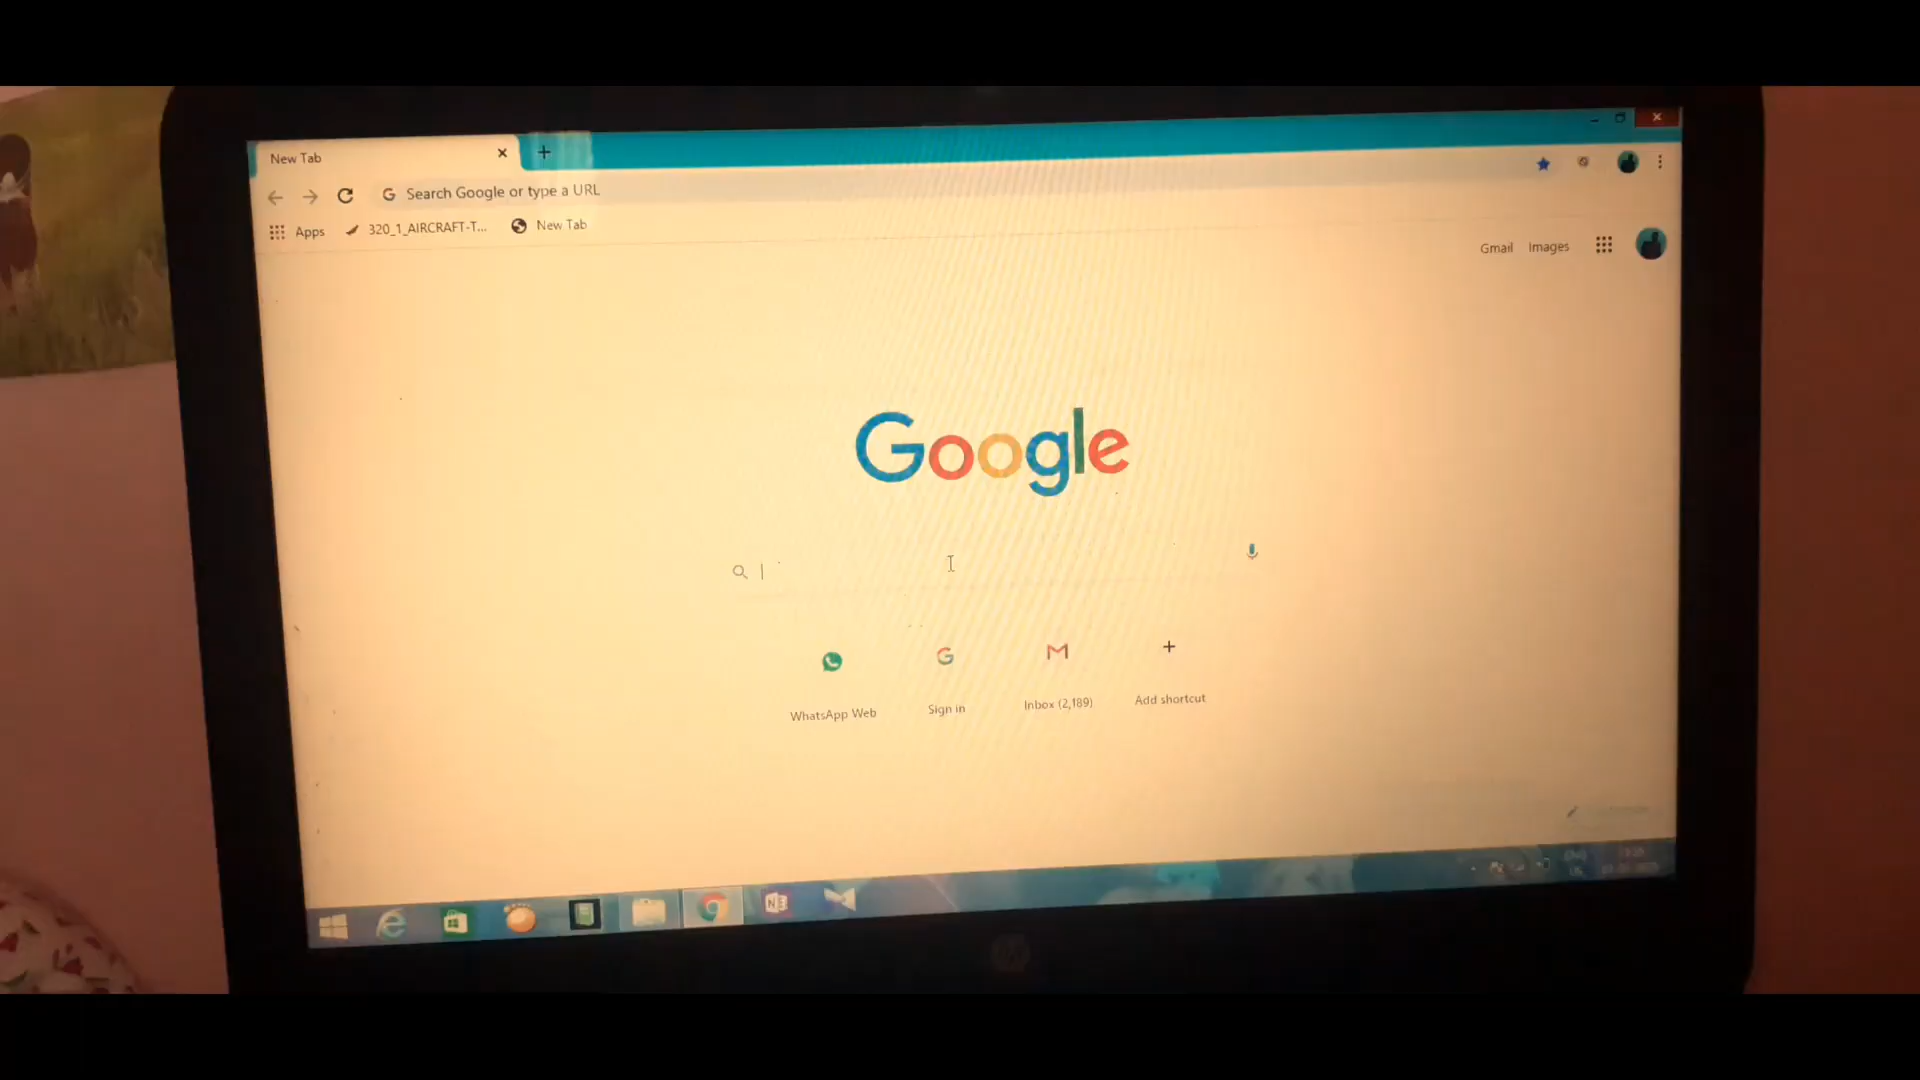 New Tab
Search Google or type a URL
Apps
320_1_AIRCRAFT-T...
New Tab
Gmail
Images
Google
WhatsApp Web
Sign in
Inbox (2,189)
Add shortcut